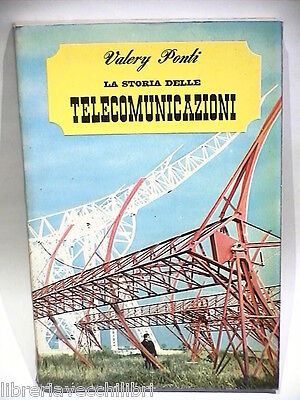 Valery Ponti
LA STORIA DELLE
TELECOMUNICAZIONI
libreriavecchilibri